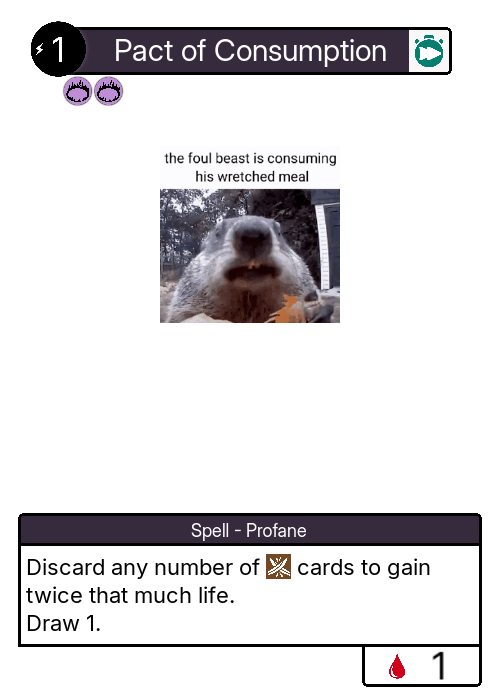 1 Pact of Consumption
the foul beast is consuming
his wretched meal
Spell - Profane
Discard any number of cards to gain
twice that much life.
Draw 1.
1